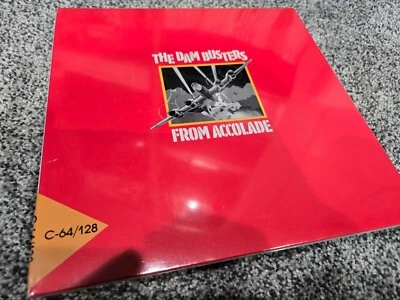 THE DAM BUSTERS
FROM ACCOLADE
C-64/128